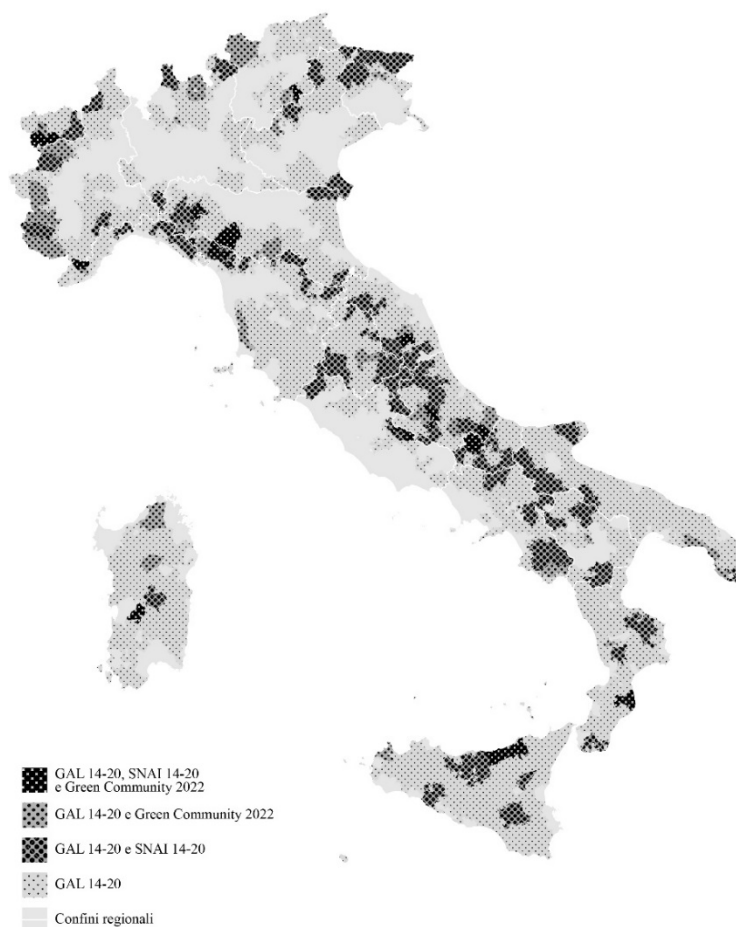 GAL 14-20, SNAI 14-20
e Green Community 2022
GAL 14-20 e Green Community 2022
GAL 14-20 e SNAI 14-20
GAL 14-20
Confini regionali